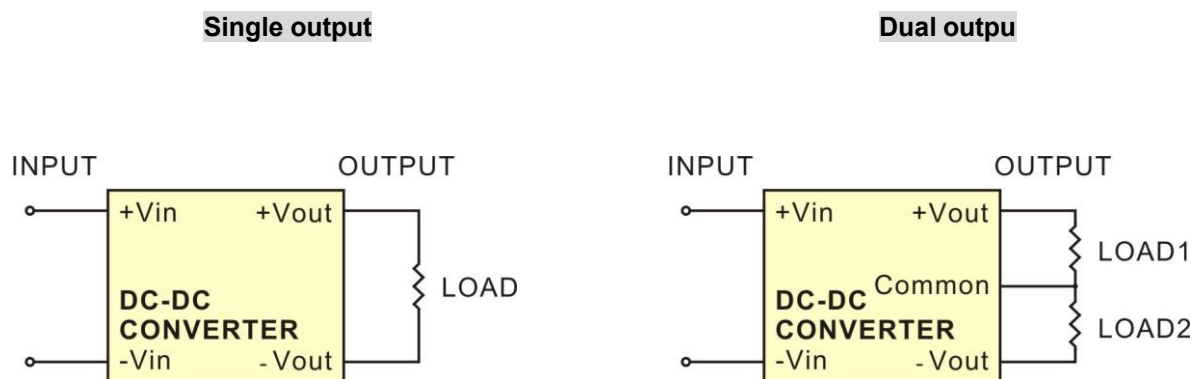 Single output
INPUT
OUTPUT
+Vin
+Vout
DC-DC
CONVERTER
LOAD
-Vin
-Vout
Dual outpu
INPUT
OUTPUT
+Vin
+Vout
LOAD1
Common
DC-DC
CONVERTER
LOAD2
-Vin
-Vout